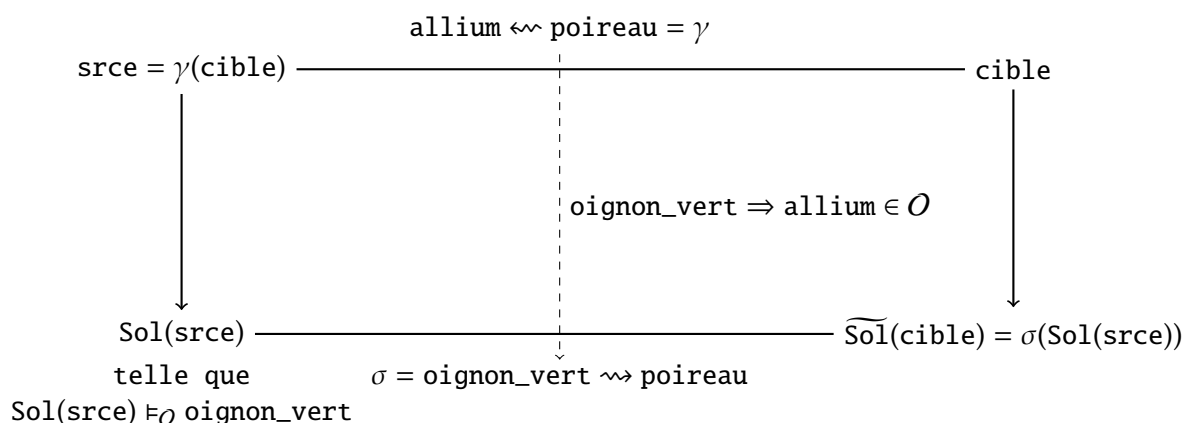 allium ⇜ poireau = γ
srce = γ(cible)
cible
oignon_vert ⇒ allium ∈ 𝒪
Sol(srce)
S͠ol(cible) = σ(Sol(srce))
telle que
σ = oignon_vert ⇝ poireau
Sol(srce) ⊨𝒪 oignon_vert